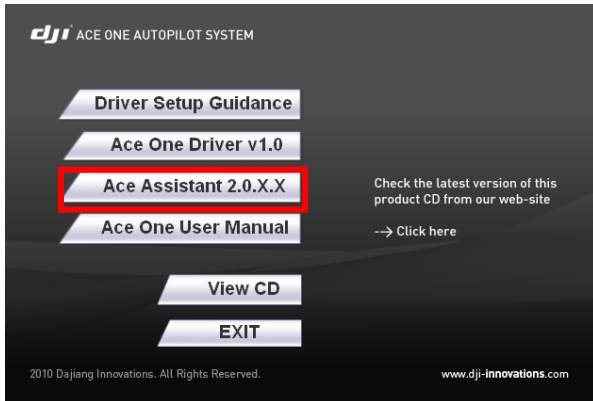 dji ACE ONE AUTOPILOT SYSTEM
Driver Setup Guidance
Ace One Driver v1.0
Ace Assistant 2.0.X.X
Ace One User Manual
Check the latest version of this
product CD from our web-site
--> Click here
View CD
EXIT
2010 Dajiang Innovations. All Rights Reserved.
www.dji-innovations.com